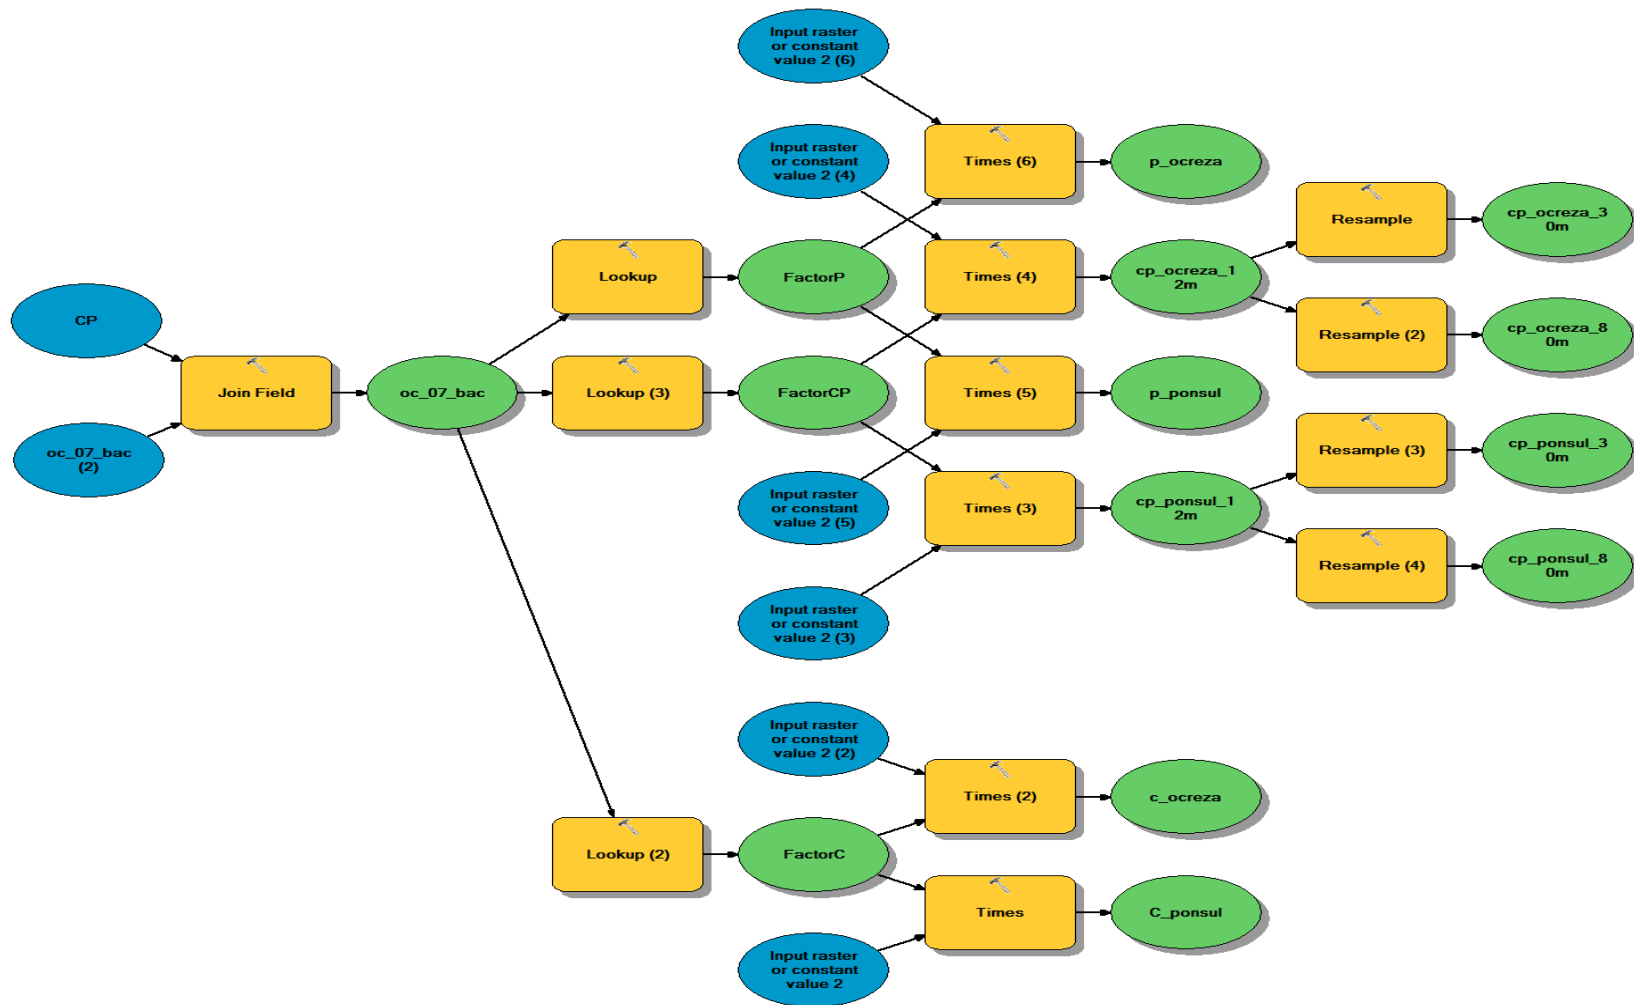 Input raster
or constant
value 2 (6)
Times (6)
p_ocreza
Input raster
or constant
value 2 (4)
Resample
cp_ocreza_3
0m
Lookup
FactorP
Times (4)
cp_ocreza_1
2m
CP
Resample (2)
cp_ocreza_8
0m
Join Field
oc_07_bac
Lookup (3)
FactorCP
Times (5)
p_ponsul
oc_07_bac
(2)
Resample (3)
cp_ponsul_3
0m
Input raster
or constant
value 2 (5)
Times (3)
cp_ponsul_1
2m
Resample (4)
cp_ponsul_8
0m
Input raster
or constant
value 2 (3)
Input raster
or constant
value 2 (2)
Times (2)
c_ocreza
Lookup (2)
FactorC
Times
C_ponsul
Input raster
or constant
value 2